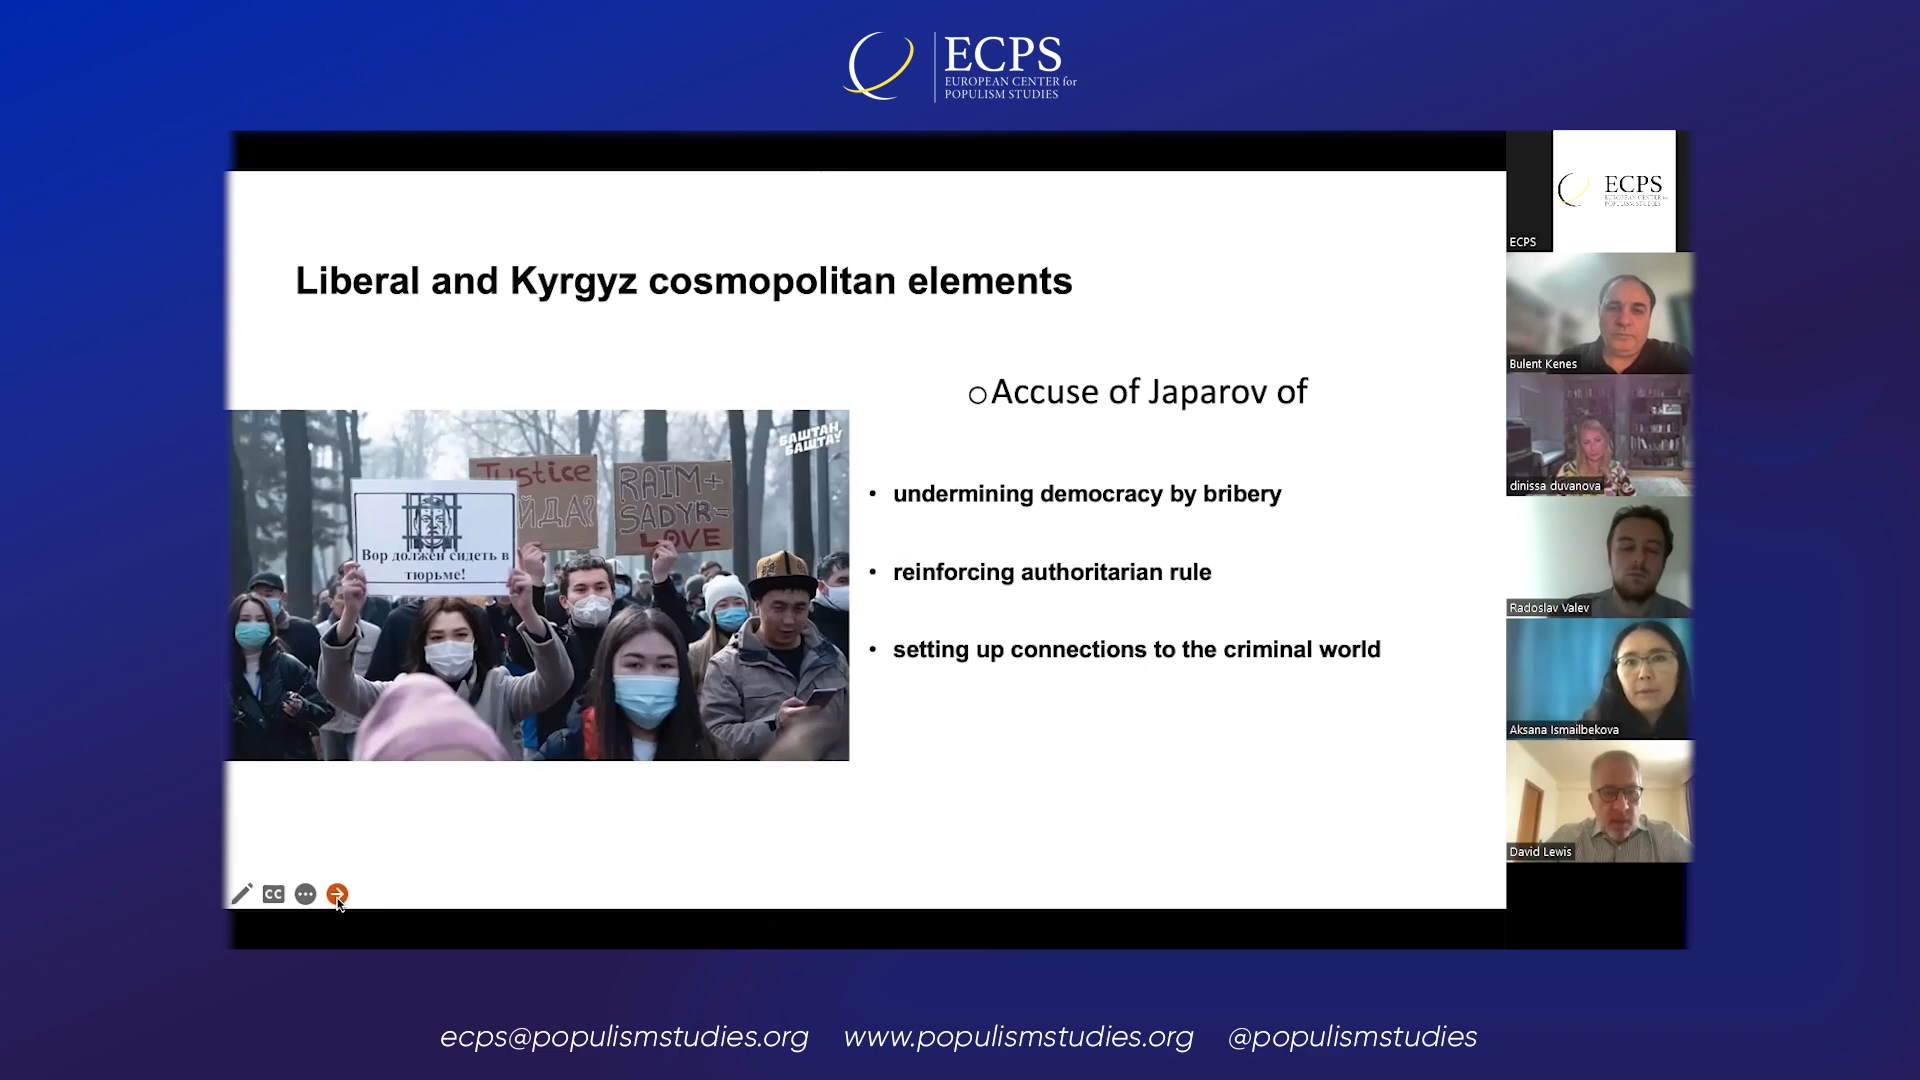 ECPS
EUROPEAN CENTER for
POPULISM STUDIES
Liberal and Kyrgyz cosmopolitan elements
Accuse of Japarov of
• undermining democracy by bribery
• reinforcing authoritarian rule
• setting up connections to the criminal world
БАШТАН
БАШТА!
Justice
ЙДА?
RAIM+
SADYR=
LOVE
Вор должен сидеть в
тюрьме!
ECPS
EUROPEAN CENTER for
POPULISM STUDIES
ECPS
Bulent Kenes
dinissa duvanova
Radoslav Valev
Aksana Ismailbekova
David Lewis
CC
ecps@populismstudies.org www.populismstudies.org @populismstudies